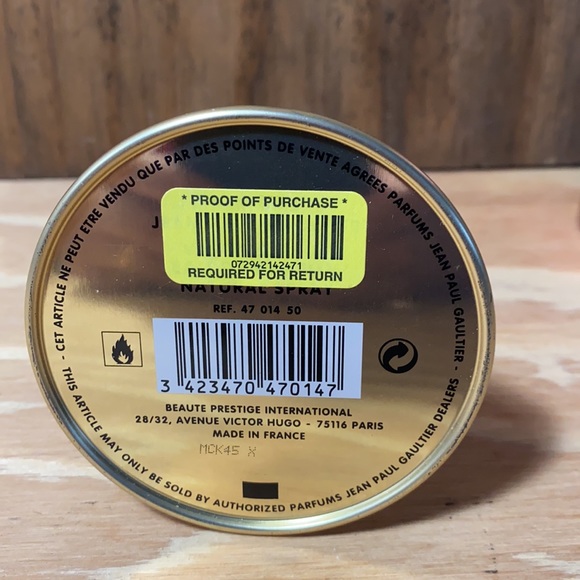 - CET ARTICLE NE PEUT ETRE VENDU QUE PAR DES POINTS DE VENTE AGREES PARFUMS JEAN PAUL GAULTIER -
* PROOF OF PURCHASE *
072942142471
REQUIRED FOR RETURN
NATURAL SPRAY
REF. 47 014 50
3 423470 470147
BEAUTE PRESTIGE INTERNATIONAL
28/32, AVENUE VICTOR HUGO - 75116 PARIS
MADE IN FRANCE
MCK45 X
THIS ARTICLE MAY ONLY BE SOLD BY AUTHORIZED PARFUMS JEAN PAUL GAULTIER DEALERS -